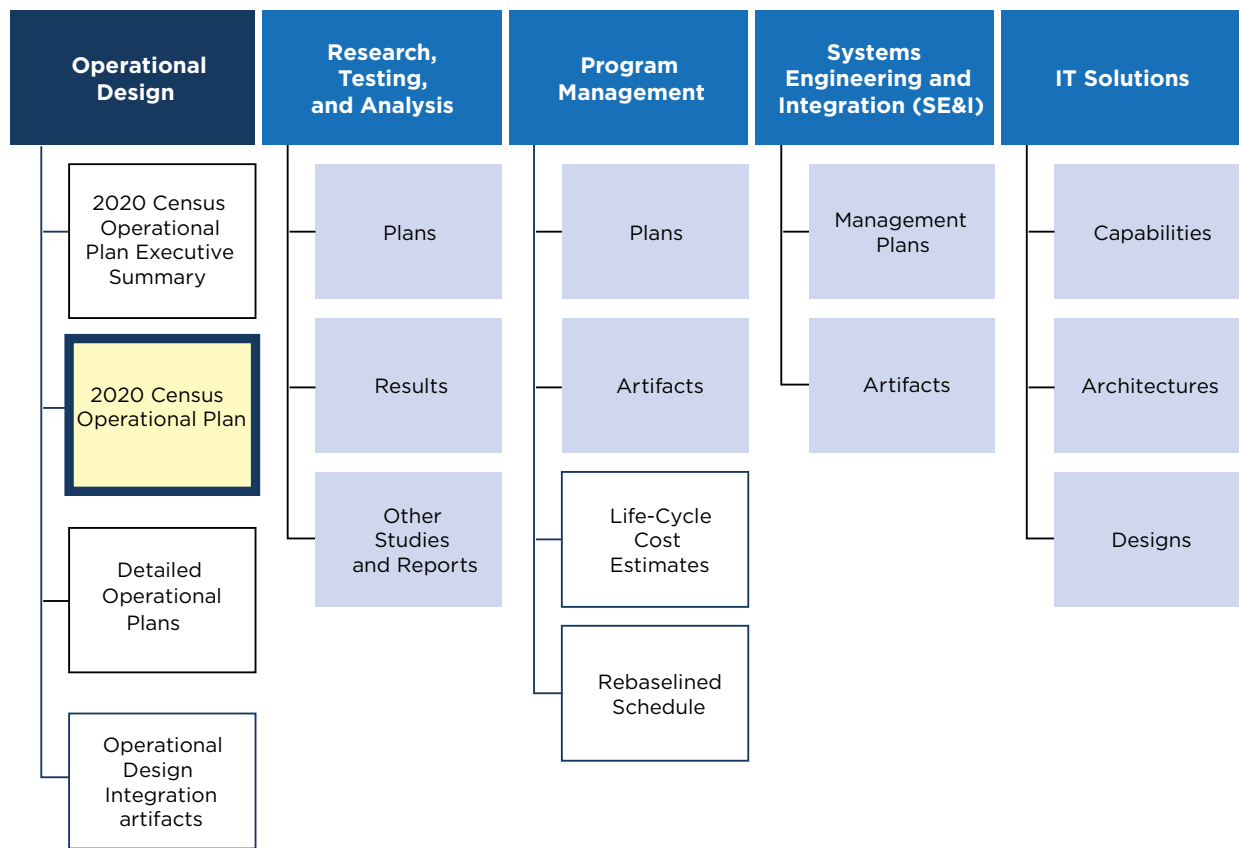 Operational
Design
2020 Census
Operational
Plan Executive
Summary
2020 Census
Operational Plan
Detailed
Operational
Plans
Operational
Design
Integration
artifacts
Research,
Testing,
and Analysis
Plans
Results
Other
Studies
and Reports
Program
Management
Plans
Artifacts
Life-Cycle
Cost
Estimates
Rebaselined
Schedule
Systems
Engineering and
Integration (SE&I)
Management
Plans
Artifacts
IT Solutions
Capabilities
Architectures
Designs